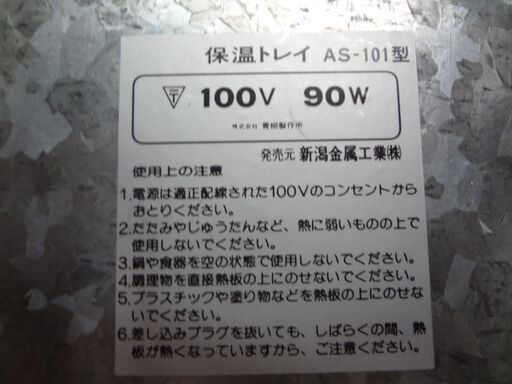 保温トレイ AS-101型
〒 100V 90W
株式会社 青柳製作所
発売元 新潟金属工業㈱
使用上の注意
1.電源は適正配線された100Vのコンセントから
おとりください。
2.たたみやじゅうたんなど、熱に弱いものの上で
使用しないでください。
3.鍋や食器を空の状態で使用しないでください。
4.調理物を直接熱板の上にのせないでください。
5.プラスチックや塗り物などを熱板の上にのせな
いでください。
6.差し込みプラグを抜いても、しばらくの間、熱
板が熱くなっていますから、ご注意ください。